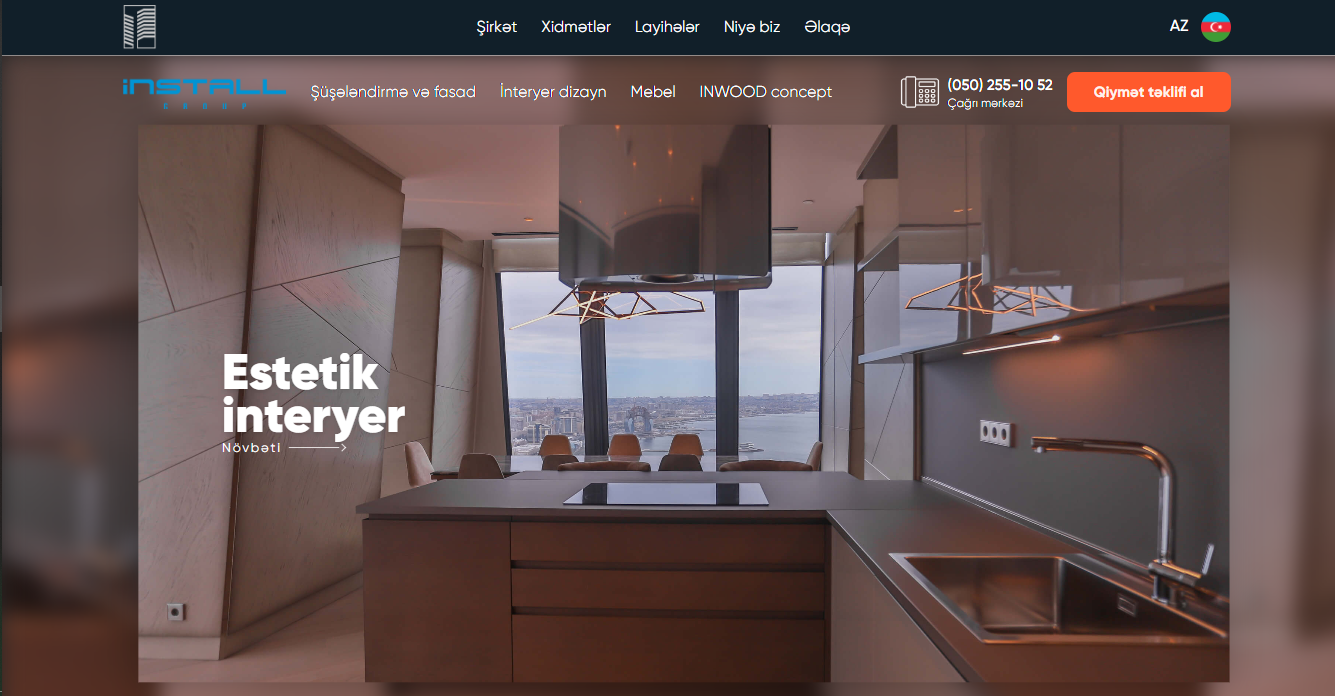 Şirkət Xidmətlər Layihələr Niyə biz Əlaqə AZ
INSTALL
GROUP
Şüşələndirmə və fasad İnteryer dizayn Mebel INWOOD concept
(050) 255-10 52
Çağrı mərkəzi
Qiymət təklifi al
Estetik
interyer
Növbəti